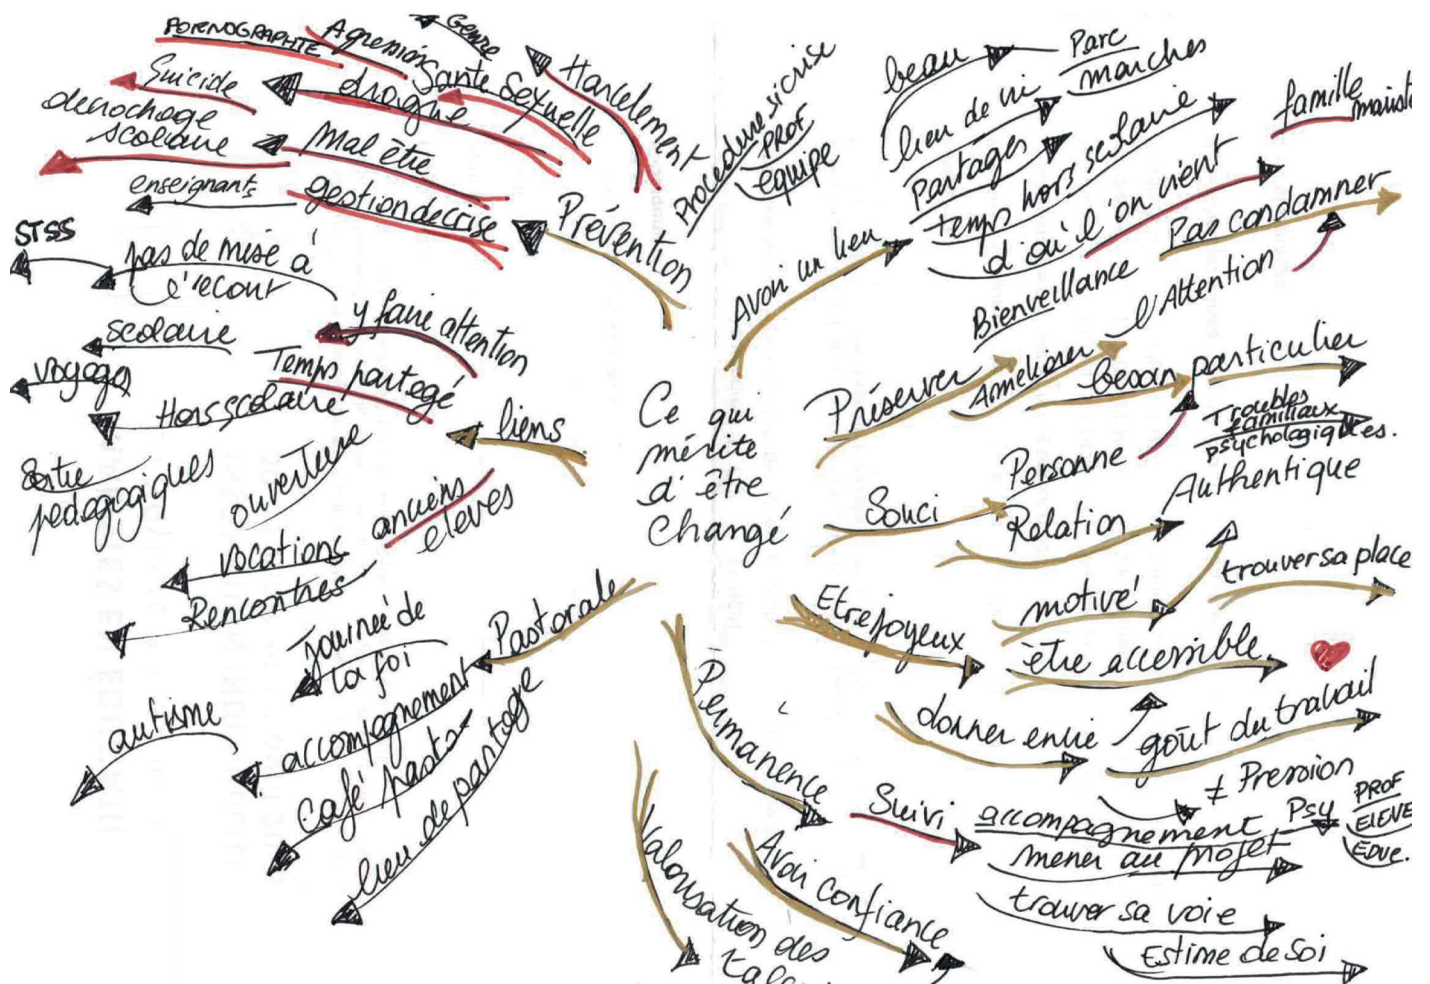 PORNOGRAPHIE
Agression
Genre
Suicide
drogue
Santé Sexuelle
Harcèlement
décrochage
scolaire
mal être
enseignants
gestion de crise
Prévention
STSS
pas de mise à
l'écart
scolaire
y faire attention
voyages
Temps partagé
Hors scolaire
liens
Sortie
pedagogiques
ouverture
anciens
élèves
vocations
Rencontres
Journée de
la foi
Pastorale
autisme
accompagnement
Café pasto
lieu de partage
Ce qui
mérite
d'être
changé
Procédure si crise
PROF
équipe
beau
Parc
marches
lieu de vie
Partages
temps hors scolaire
famille
Avoir un lieu
d'où l'on vient
Pas condamner
Bienveillance
l'Attention
Préserver
Améliorer
besoin
particulier
Troubles
familiaux
psychologiques.
Personne
Souci
Relation
Authentique
Etre joyeux
motivé
trouver sa place
être accessible
donner envie
goût du travail
≠ Pression
Permanence
Suivi
accompagnement
Psy
PROF
ELEVE
EDUC.
mener au projet
trouver sa voie
Estime de soi
Avoir confiance
Valorisation des